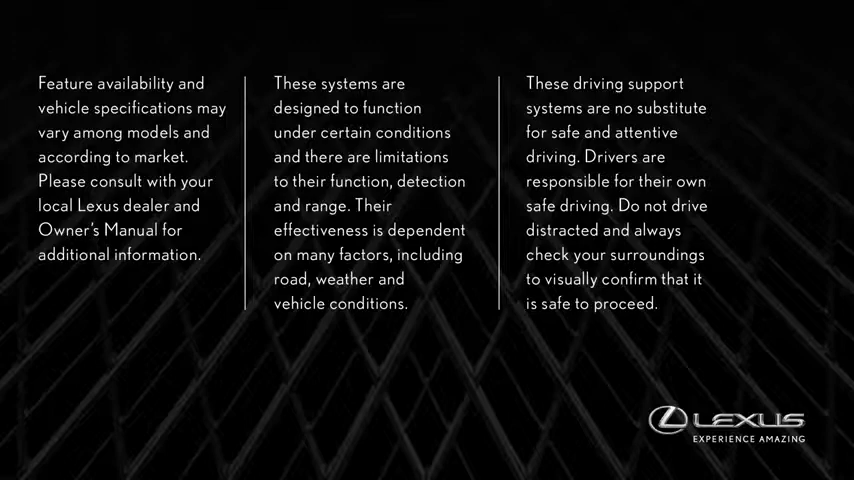 Feature availability and
vehicle specifications may
vary among models and
according to market.
Please consult with your
local Lexus dealer and
Owner's Manual for
additional information.
These systems are
designed to function
under certain conditions
and there are limitations
to their function, detection
and range. Their
effectiveness is dependent
on many factors, including
road, weather and
vehicle conditions.
These driving support
systems are no substitute
for safe and attentive
driving. Drivers are
responsible for their own
safe driving. Do not drive
distracted and always
check your surroundings
to visually confirm that it
is safe to proceed.
LEXUS
EXPERIENCE AMAZING